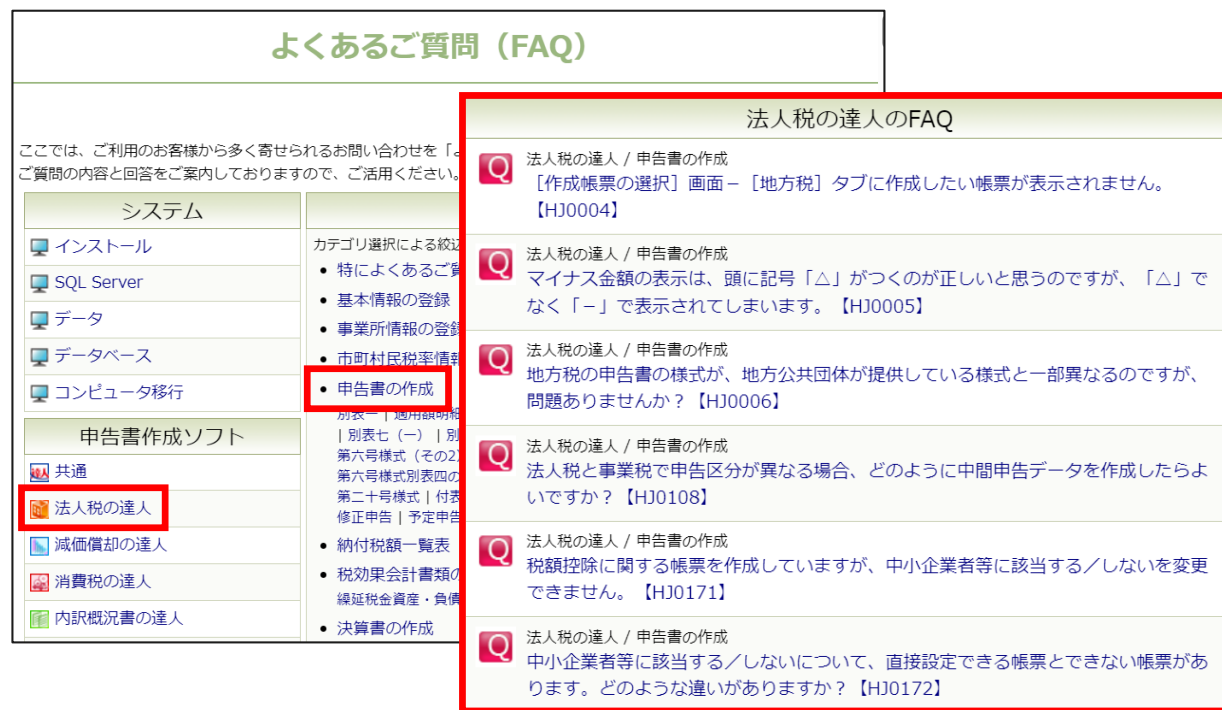 よくあるご質問（FAQ）
ここでは、ご利用のお客様から多く寄せられるお問い合わせを「
ご質問の内容と回答をご案内しておりますので、ご活用ください。
システム
インストール
SQL Server
データ
データベース
コンピュータ移行
申告書作成ソフト
共通
法人税の達人
減価償却の達人
消費税の達人
内訳概況書の達人
カテゴリ選択による絞込
• 特によくあるご質
• 基本情報の登録
• 事業所情報の登録
• 市町村民税率情報
• 申告書の作成
別表一 | 適用額明細
| 別表七（一） | 別
第六号様式（その2）
第六号様式別表四の
第二十号様式 | 付表
修正申告 | 予定申告
• 納付税額一覧表
• 税効果会計書類の
繰延税金資産・負債
• 決算書の作成
法人税の達人のFAQ
Q 法人税の達人 / 申告書の作成
［作成帳票の選択］画面－［地方税］タブに作成したい帳票が表示されません。
【HJ0004】
Q 法人税の達人 / 申告書の作成
マイナス金額の表示は、頭に記号「△」がつくのが正しいと思うのですが、「△」で
なく「－」で表示されてしまいます。【HJ0005】
Q 法人税の達人 / 申告書の作成
地方税の申告書の様式が、地方公共団体が提供している様式と一部異なるのですが、
問題ありませんか？【HJ0006】
Q 法人税の達人 / 申告書の作成
法人税と事業税で申告区分が異なる場合、どのように中間申告データを作成したらよ
いですか？【HJ0108】
Q 法人税の達人 / 申告書の作成
税額控除に関する帳票を作成していますが、中小企業者等に該当する／しないを変更
できません。【HJ0171】
Q 法人税の達人 / 申告書の作成
中小企業者等に該当する／しないについて、直接設定できる帳票とできない帳票があ
ります。どのような違いがありますか？【HJ0172】